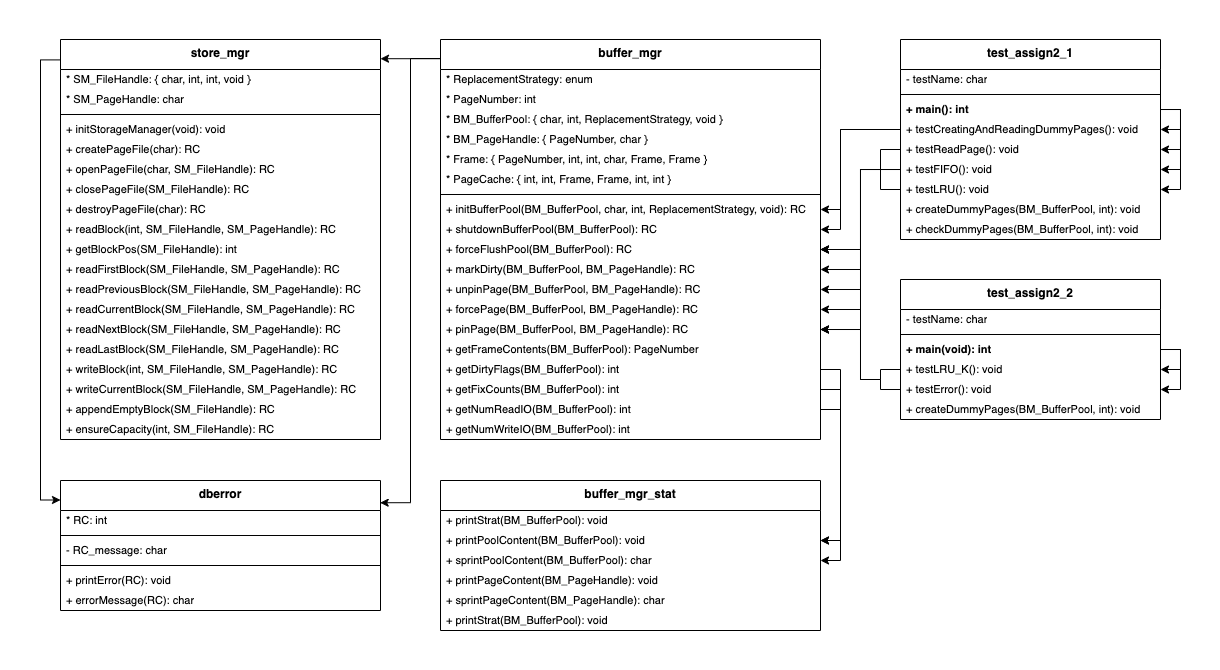 store_mgr
* SM_FileHandle: { char, int, int, void }
* SM_PageHandle: char
+ initStorageManager(void): void
+ createPageFile(char): RC
+ openPageFile(char, SM_FileHandle): RC
+ closePageFile(SM_FileHandle): RC
+ destroyPageFile(char): RC
+ readBlock(int, SM_FileHandle, SM_PageHandle): RC
+ getBlockPos(SM_FileHandle): int
+ readFirstBlock(SM_FileHandle, SM_PageHandle): RC
+ readPreviousBlock(SM_FileHandle, SM_PageHandle): RC
+ readCurrentBlock(SM_FileHandle, SM_PageHandle): RC
+ readNextBlock(SM_FileHandle, SM_PageHandle): RC
+ readLastBlock(SM_FileHandle, SM_PageHandle): RC
+ writeBlock(int, SM_FileHandle, SM_PageHandle): RC
+ writeCurrentBlock(SM_FileHandle, SM_PageHandle): RC
+ appendEmptyBlock(SM_FileHandle): RC
+ ensureCapacity(int, SM_FileHandle): RC
dberror
* RC: int
- RC_message: char
+ printError(RC): void
+ errorMessage(RC): char
buffer_mgr
* ReplacementStrategy: enum
* PageNumber: int
* BM_BufferPool: { char, int, ReplacementStrategy, void }
* BM_PageHandle: { PageNumber, char }
* Frame: { PageNumber, int, int, char, Frame, Frame }
* PageCache: { int, int, Frame, Frame, int, int }
+ initBufferPool(BM_BufferPool, char, int, ReplacementStrategy, void): RC
+ shutdownBufferPool(BM_BufferPool): RC
+ forceFlushPool(BM_BufferPool): RC
+ markDirty(BM_BufferPool, BM_PageHandle): RC
+ unpinPage(BM_BufferPool, BM_PageHandle): RC
+ forcePage(BM_BufferPool, BM_PageHandle): RC
+ pinPage(BM_BufferPool, BM_PageHandle): RC
+ getFrameContents(BM_BufferPool): PageNumber
+ getDirtyFlags(BM_BufferPool): int
+ getFixCounts(BM_BufferPool): int
+ getNumReadIO(BM_BufferPool): int
+ getNumWriteIO(BM_BufferPool): int
buffer_mgr_stat
+ printStrat(BM_BufferPool): void
+ printPoolContent(BM_BufferPool): void
+ sprintPoolContent(BM_BufferPool): char
+ printPageContent(BM_PageHandle): void
+ sprintPageContent(BM_PageHandle): char
+ printStrat(BM_BufferPool): void
test_assign2_1
- testName: char
+ main(): int
+ testCreatingAndReadingDummyPages(): void
+ testReadPage(): void
+ testFIFO(): void
+ testLRU(): void
+ createDummyPages(BM_BufferPool, int): void
+ checkDummyPages(BM_BufferPool, int): void
test_assign2_2
- testName: char
+ main(void): int
+ testLRU_K(): void
+ testError(): void
+ createDummyPages(BM_BufferPool, int): void